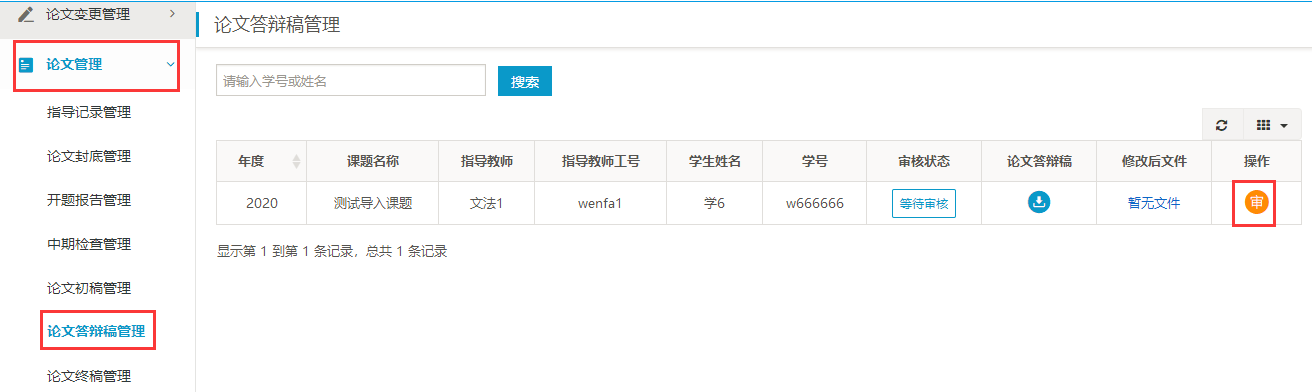 论文变更管理
论文管理
指导记录管理
论文封底管理
开题报告管理
中期检查管理
论文初稿管理
论文答辩稿管理
论文终稿管理
论文答辩稿管理
请输入学号或姓名 搜索
年度 课题名称 指导教师 指导教师工号 学生姓名 学号 审核状态 论文答辩稿 修改后文件 操作
2020 测试导入课题 文法1 wenfa1 学6 w666666 等待审核 暂无文件 审
显示第 1 到第 1 条记录，总共 1 条记录